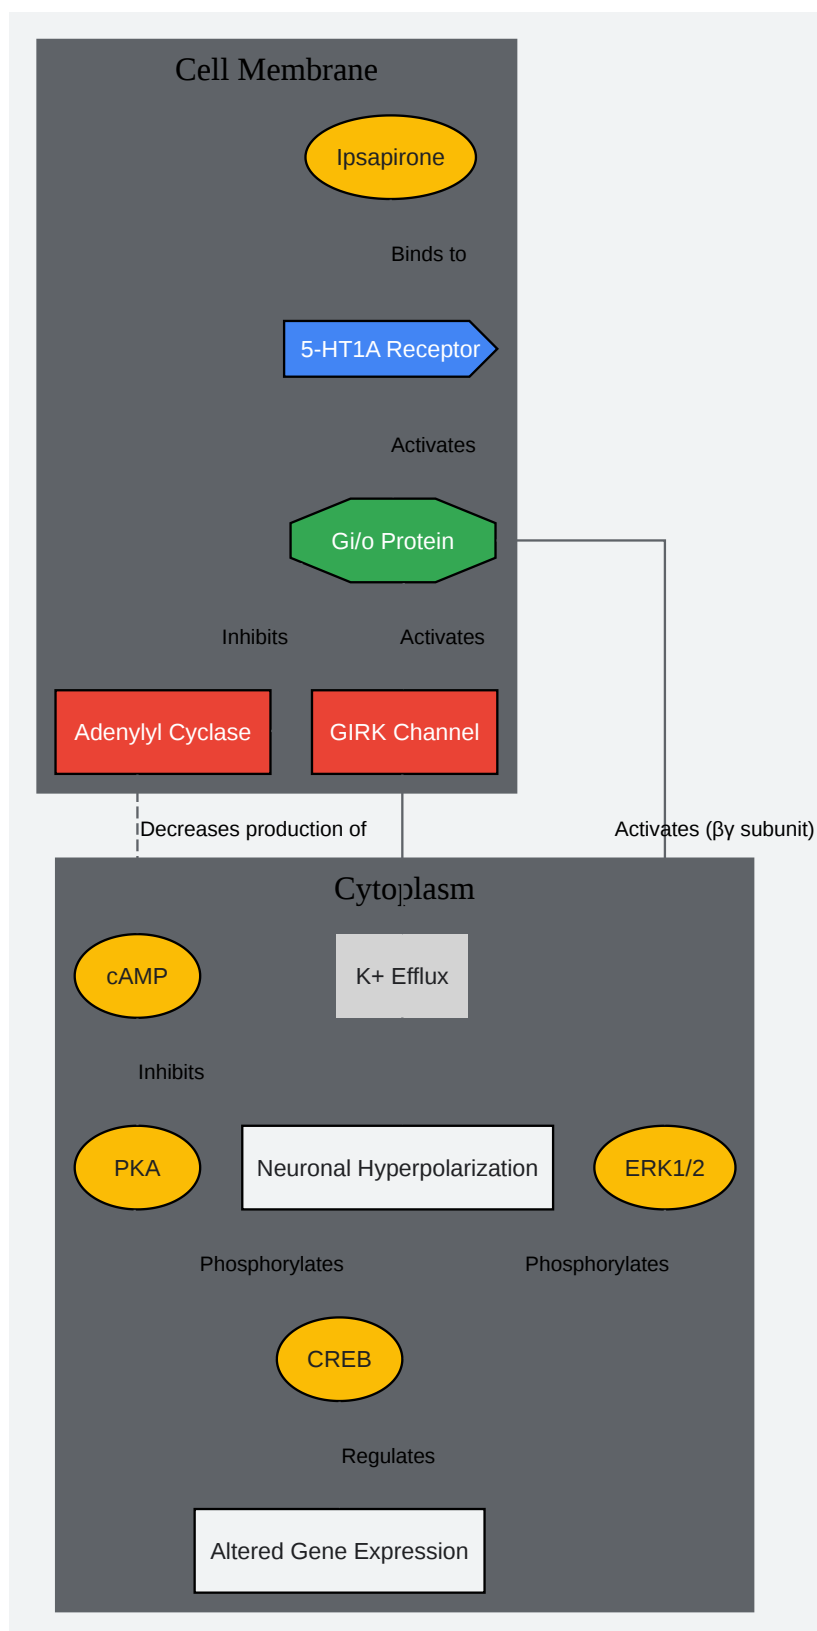 Cell Membrane
Ipsapirone
Binds to
5-HT1A Receptor
Activates
Gi/o Protein
Inhibits
Activates
Adenylyl Cyclase
GIRK Channel
Decreases production of
Activates (βγ subunit)
Cytoplasm
cAMP
K+ Efflux
Inhibits
PKA
Neuronal Hyperpolarization
ERK1/2
Phosphorylates
Phosphorylates
CREB
Regulates
Altered Gene Expression